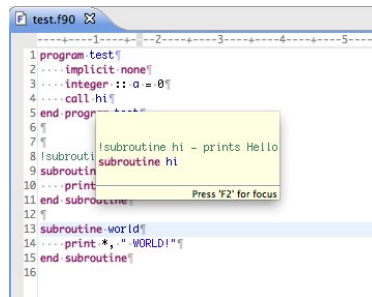 test.f90
----+----1----+----2----+----3----+----4----+----5----
1 program·test¶
2 ····implicit·none¶
3 ····integer·::·a·=·0¶
4 ····call·hi¶
5 end·program·test¶
6 ¶
7 ¶
8 !subrouti
!subroutine hi – prints Hello
subroutine hi
Press 'F2' for focus
9 subroutin
10 ····print
11 end·subroutine¶
12 ¶
13 subroutine·world¶
14 ····print·*,·"·WORLD!"¶
15 end·subroutine¶
16